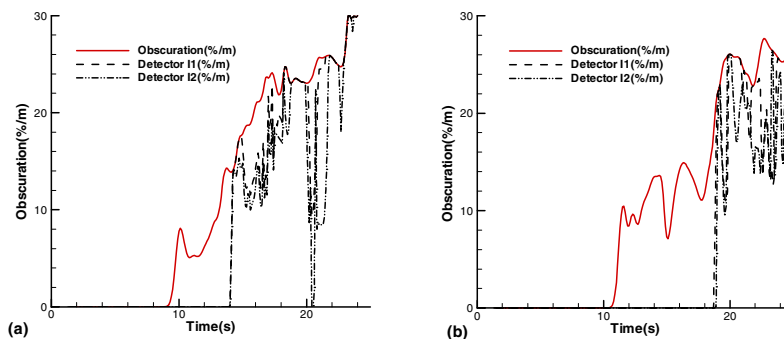 30
20
10
0
Obscuration(%/m)
Obscuration(%/m)
Detector I1(%/m)
Detector I2(%/m)
10
20
Time(s)
(a)
30
20
10
0
Obscuration(%/m)
Obscuration(%/m)
Detector I1(%/m)
Detector I2(%/m)
0
10
20
Time(s)
(b)